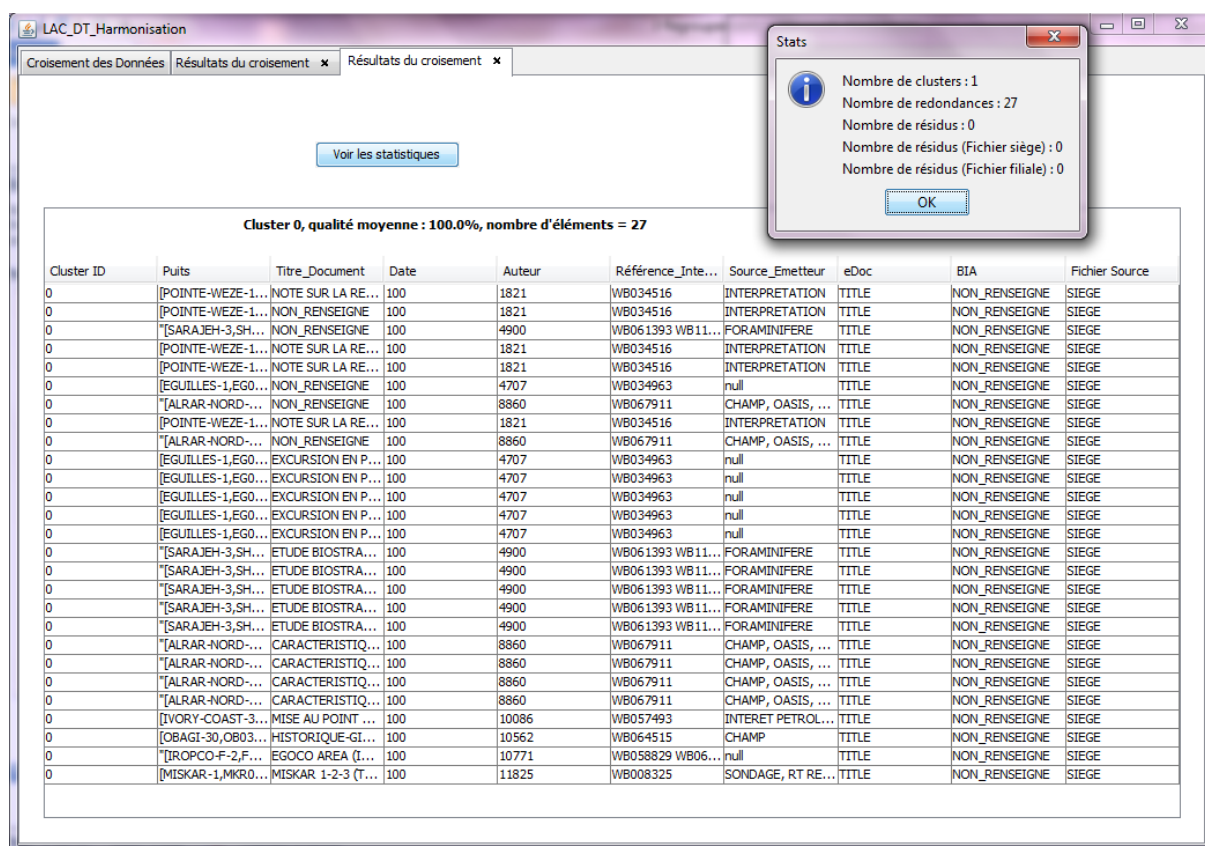 LAC_DT_Harmonisation
Croisement des Données Résultats du croisement Résultats du croisement
Stats
Nombre de clusters : 1
Nombre de redondances : 27
Nombre de résidus : 0
Nombre de résidus (Fichier siège) : 0
Nombre de résidus (Fichier filiale) : 0
OK
Voir les statistiques
Cluster 0, qualité moyenne : 100.0%, nombre d'éléments = 27
Cluster ID Puits Titre_Document Date Auteur Référence_Inte... Source_Emetteur eDoc BIA Fichier Source
0 [POINTE-WEZE-1... NOTE SUR LA RE... 100 1821 WB034516 INTERPRETATION TITLE NON_RENSEIGNE SIEGE
0 [POINTE-WEZE-1... NON_RENSEIGNE 100 1821 WB034516 INTERPRETATION TITLE NON_RENSEIGNE SIEGE
0 "[SARAJEH-3,SH... NON_RENSEIGNE 100 4900 WB061393 WB11... FORAMINIFERE TITLE NON_RENSEIGNE SIEGE
0 [POINTE-WEZE-1... NOTE SUR LA RE... 100 1821 WB034516 INTERPRETATION TITLE NON_RENSEIGNE SIEGE
0 [POINTE-WEZE-1... NOTE SUR LA RE... 100 1821 WB034516 INTERPRETATION TITLE NON_RENSEIGNE SIEGE
0 [EGUILLES-1,EG0... NON_RENSEIGNE 100 4707 WB034963 null TITLE NON_RENSEIGNE SIEGE
0 "[ALRAR-NORD-... NON_RENSEIGNE 100 8860 WB067911 CHAMP, OASIS, ... TITLE NON_RENSEIGNE SIEGE
0 [POINTE-WEZE-1... NOTE SUR LA RE... 100 1821 WB034516 INTERPRETATION TITLE NON_RENSEIGNE SIEGE
0 "[ALRAR-NORD-... NON_RENSEIGNE 100 8860 WB067911 CHAMP, OASIS, ... TITLE NON_RENSEIGNE SIEGE
0 [EGUILLES-1,EG0... EXCURSION EN P... 100 4707 WB034963 null TITLE NON_RENSEIGNE SIEGE
0 [EGUILLES-1,EG0... EXCURSION EN P... 100 4707 WB034963 null TITLE NON_RENSEIGNE SIEGE
0 [EGUILLES-1,EG0... EXCURSION EN P... 100 4707 WB034963 null TITLE NON_RENSEIGNE SIEGE
0 [EGUILLES-1,EG0... EXCURSION EN P... 100 4707 WB034963 null TITLE NON_RENSEIGNE SIEGE
0 [EGUILLES-1,EG0... EXCURSION EN P... 100 4707 WB034963 null TITLE NON_RENSEIGNE SIEGE
0 "[SARAJEH-3,SH... ETUDE BIOSTRA... 100 4900 WB061393 WB11... FORAMINIFERE TITLE NON_RENSEIGNE SIEGE
0 "[SARAJEH-3,SH... ETUDE BIOSTRA... 100 4900 WB061393 WB11... FORAMINIFERE TITLE NON_RENSEIGNE SIEGE
0 "[SARAJEH-3,SH... ETUDE BIOSTRA... 100 4900 WB061393 WB11... FORAMINIFERE TITLE NON_RENSEIGNE SIEGE
0 "[SARAJEH-3,SH... ETUDE BIOSTRA... 100 4900 WB061393 WB11... FORAMINIFERE TITLE NON_RENSEIGNE SIEGE
0 "[ALRAR-NORD-... CARACTERISTIQ... 100 8860 WB067911 CHAMP, OASIS, ... TITLE NON_RENSEIGNE SIEGE
0 "[ALRAR-NORD-... CARACTERISTIQ... 100 8860 WB067911 CHAMP, OASIS, ... TITLE NON_RENSEIGNE SIEGE
0 "[ALRAR-NORD-... CARACTERISTIQ... 100 8860 WB067911 CHAMP, OASIS, ... TITLE NON_RENSEIGNE SIEGE
0 "[ALRAR-NORD-... CARACTERISTIQ... 100 8860 WB067911 CHAMP, OASIS, ... TITLE NON_RENSEIGNE SIEGE
0 [IVORY-COAST-3... MISE AU POINT ... 100 10086 WB057493 INTERET PETROL... TITLE NON_RENSEIGNE SIEGE
0 [OBAGI-30,OB03... HISTORIQUE-GI... 100 10562 WB064515 CHAMP TITLE NON_RENSEIGNE SIEGE
0 "[IROPCO-F-2,F... EGOCO AREA (I... 100 10771 WB058829 WB06... null TITLE NON_RENSEIGNE SIEGE
0 [MISKAR-1,MKR0... MISKAR 1-2-3 (T... 100 11825 WB008325 SONDAGE, RT RE... TITLE NON_RENSEIGNE SIEGE